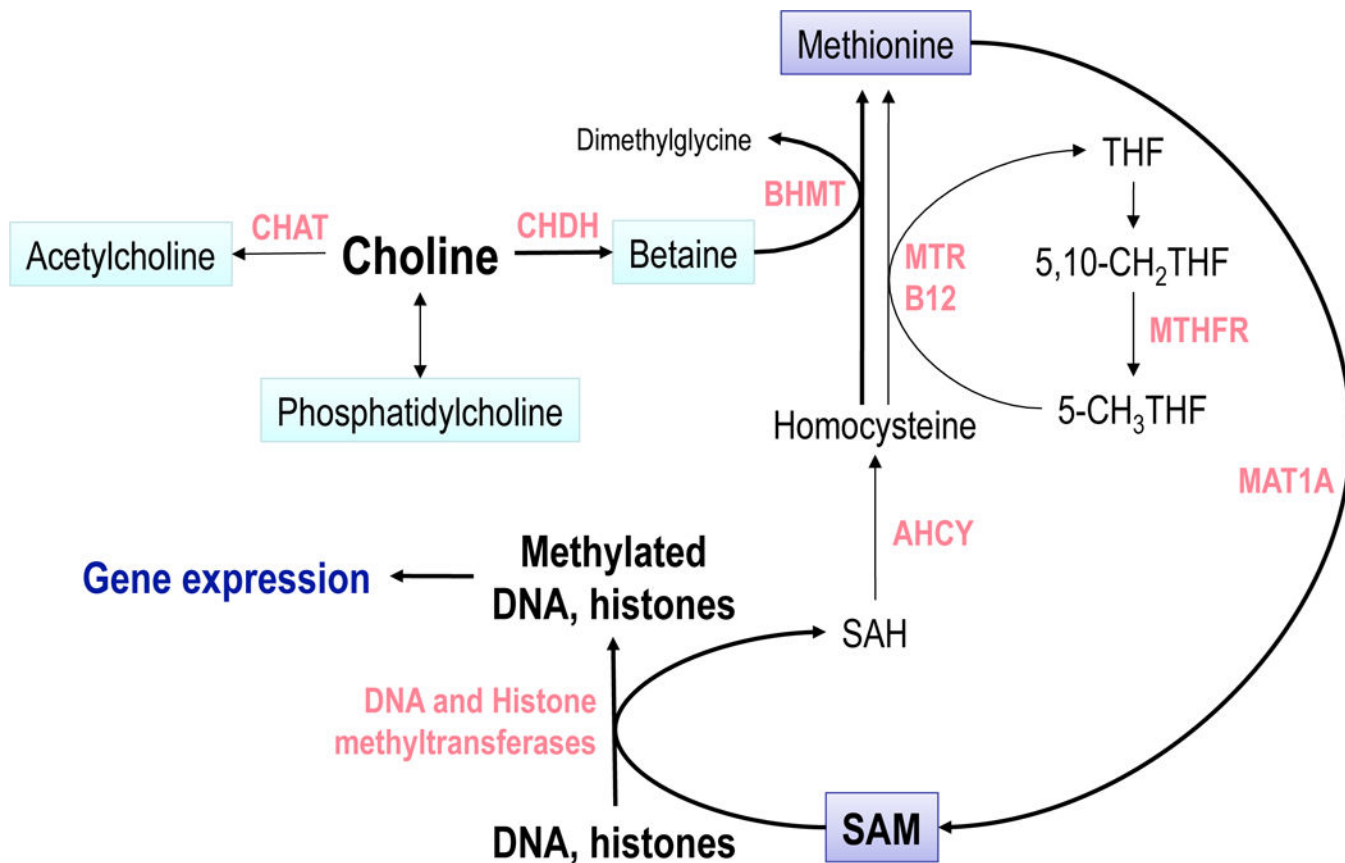 Methionine
Dimethylglycine
THF
BHMT
CHAT
CHDH
Acetylcholine
Choline
Betaine
MTR
B12
5,10-CH₂THF
MTHFR
Phosphatidylcholine
5-CH₃THF
Homocysteine
MAT1A
AHCY
Methylated
DNA, histones
Gene expression
SAH
DNA and Histone
methyltransferases
SAM
DNA, histones